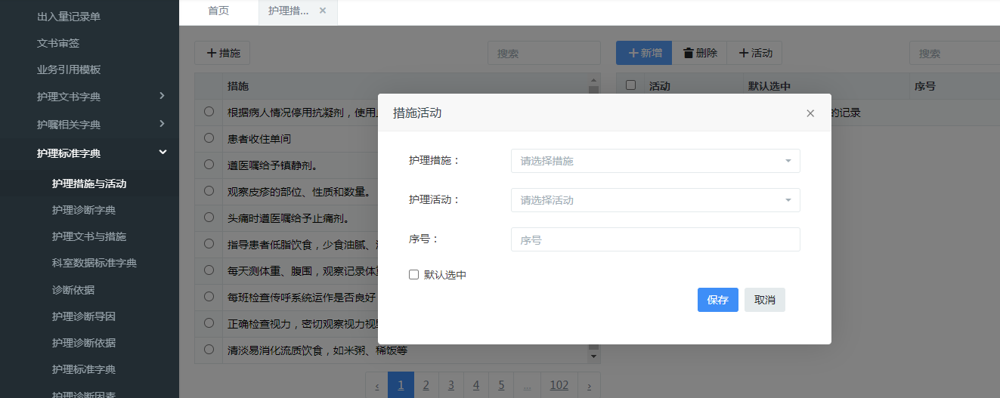 出入量记录单
文书审签
业务引用模板
护理文书字典
护嘱相关字典
护理标准字典
护理措施与活动
护理诊断字典
护理文书与措施
科室数据标准字典
诊断依据
护理诊断导因
护理诊断依据
护理标准字典
护理诊断因素
首页
护理措... ×
+ 措施
搜索
措施
根据病人情况停用抗凝剂，使用
患者收住单间
遵医嘱给予镇静剂。
观察皮疹的部位、性质和数量。
头痛时遵医嘱给予止痛剂。
指导患者低脂饮食，少食油腻、
每天测体重、腹围，观察记录体重
每班检查传呼系统运作是否良好
正确检查视力，密切观察视力视野
清淡易消化流质饮食，如米粥、稀饭等
‹ 1 2 3 4 5 ... 102 ›
+ 新增 删除 + 活动
搜索
活动 默认选中 序号
的记录
措施活动 ×
护理措施： 请选择措施
护理活动： 请选择活动
序号： 序号
默认选中
保存 取消